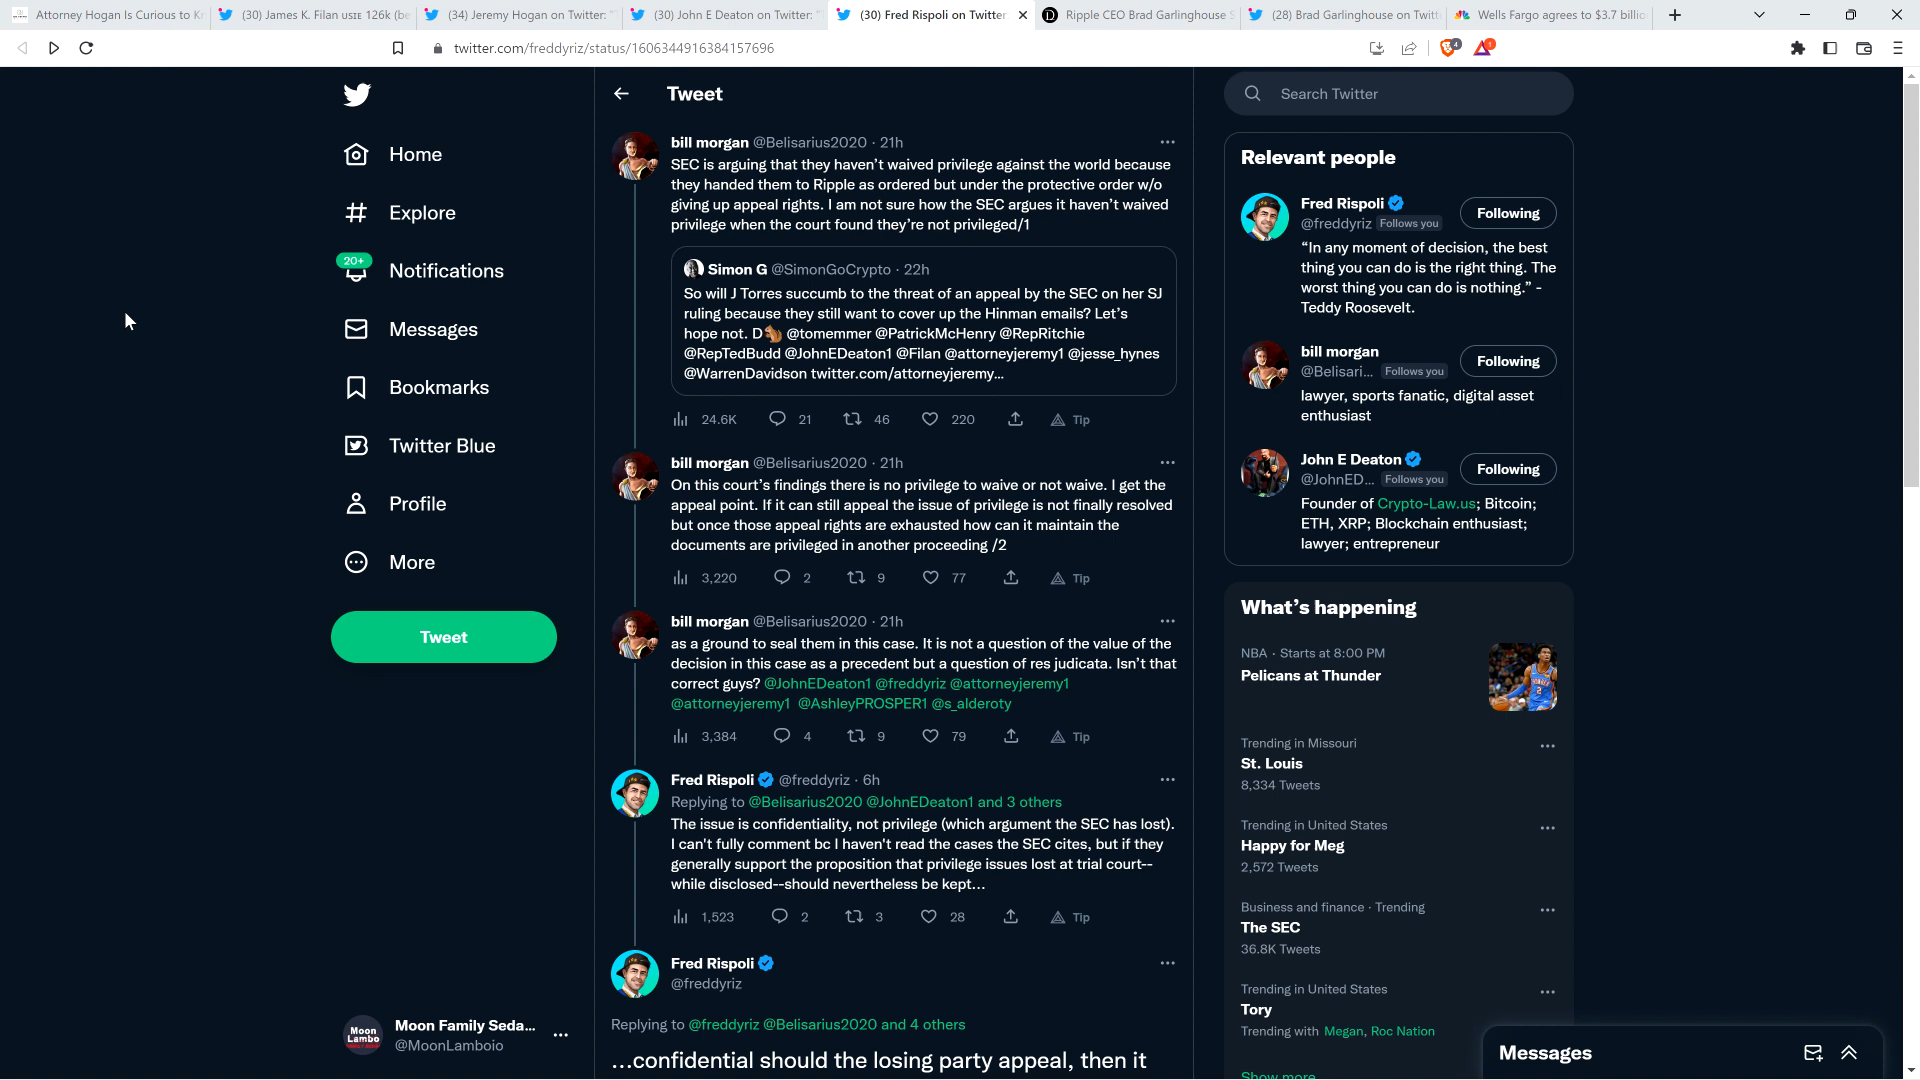 Attorney Hogan Is Curious to K
(30) James K. Filan 🇺🇸🇮🇪 126k (be
(34) Jeremy Hogan on Twitter: "
(30) John E Deaton on Twitter: "
(30) Fred Rispoli on Twitter
Ripple CEO Brad Garlinghouse S
(28) Brad Garlinghouse on Twitt
Wells Fargo agrees to $3.7 billio
twitter.com/freddyriz/status/1606344916384157696
4
1
Home
Explore
20+
Notifications
Messages
Bookmarks
Twitter Blue
Profile
More
Tweet
Moon Lambo
Moon Family Seda...
@MoonLamboio
Tweet
bill morgan @Belisarius2020 · 21h
SEC is arguing that they haven't waived privilege against the world because
they handed them to Ripple as ordered but under the protective order w/o
giving up appeal rights. I am not sure how the SEC argues it haven't waived
privilege when the court found they're not privileged/1
Simon G @SimonGoCrypto · 22h
So will J Torres succumb to the threat of an appeal by the SEC on her SJ
ruling because they still want to cover up the Hinman emails? Let's
hope not. D🐿 @tomemmer @PatrickMcHenry @RepRitchie
@RepTedBudd @JohnEDeaton1 @Filan @attorneyjeremy1 @jesse_hynes
@WarrenDavidson twitter.com/attorneyjeremy…
24.6K 21 46 220 Tip
bill morgan @Belisarius2020 · 21h
On this court's findings there is no privilege to waive or not waive. I get the
appeal point. If it can still appeal the issue of privilege is not finally resolved
but once those appeal rights are exhausted how can it maintain the
documents are privileged in another proceeding /2
3,220 2 9 77 Tip
bill morgan @Belisarius2020 · 21h
as a ground to seal them in this case. It is not a question of the value of the
decision in this case as a precedent but a question of res judicata. Isn't that
correct guys? @JohnEDeaton1 @freddyriz @attorneyjeremy1
@attorneyjeremy1 @AshleyPROSPER1 @s_alderoty
3,384 4 9 79 Tip
Fred Rispoli @freddyriz · 6h
Replying to @Belisarius2020 @JohnEDeaton1 and 3 others
The issue is confidentiality, not privilege (which argument the SEC has lost).
I can't fully comment bc I haven't read the cases the SEC cites, but if they
generally support the proposition that privilege issues lost at trial court--
while disclosed--should nevertheless be kept...
1,523 2 3 28 Tip
Fred Rispoli
@freddyriz
Replying to @freddyriz @Belisarius2020 and 4 others
...confidential should the losing party appeal, then it
Search Twitter
Relevant people
Fred Rispoli
@freddyriz Follows you
Following
“In any moment of decision, the best
thing you can do is the right thing. The
worst thing you can do is nothing.” -
Teddy Roosevelt.
bill morgan
@Belisari... Follows you
Following
lawyer, sports fanatic, digital asset
enthusiast
John E Deaton
@JohnED... Follows you
Following
Founder of Crypto-Law.us; Bitcoin;
ETH, XRP; Blockchain enthusiast;
lawyer; entrepreneur
What's happening
NBA · Starts at 8:00 PM
Pelicans at Thunder
Trending in Missouri
St. Louis
8,334 Tweets
Trending in United States
Happy for Meg
2,572 Tweets
Business and finance · Trending
The SEC
36.8K Tweets
Trending in United States
Tory
Trending with Megan, Roc Nation
Show more
Messages